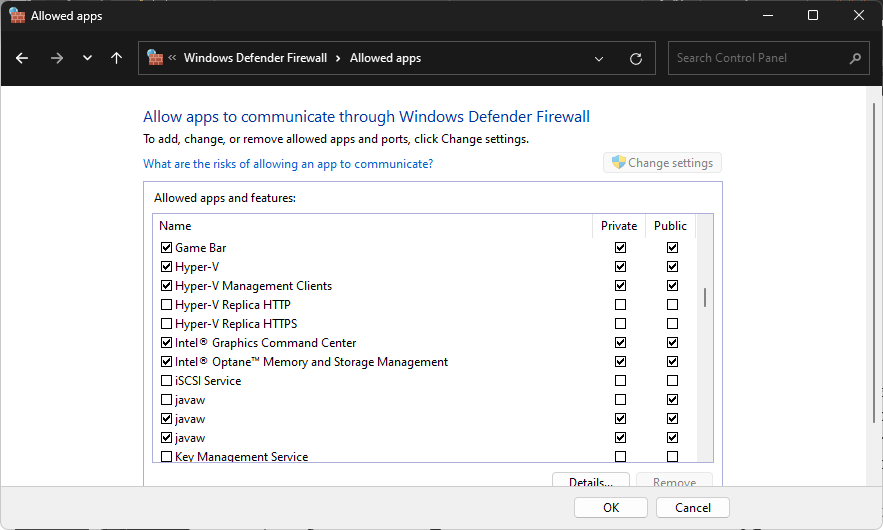 Allowed apps
« Windows Defender Firewall › Allowed apps
Search Control Panel
Allow apps to communicate through Windows Defender Firewall
To add, change, or remove allowed apps and ports, click Change settings.
What are the risks of allowing an app to communicate?
Change settings
Allowed apps and features:
Name Private Public
Game Bar
Hyper-V
Hyper-V Management Clients
Hyper-V Replica HTTP
Hyper-V Replica HTTPS
Intel® Graphics Command Center
Intel® Optane™ Memory and Storage Management
iSCSI Service
javaw
javaw
javaw
Key Management Service
Details... Remove
OK Cancel